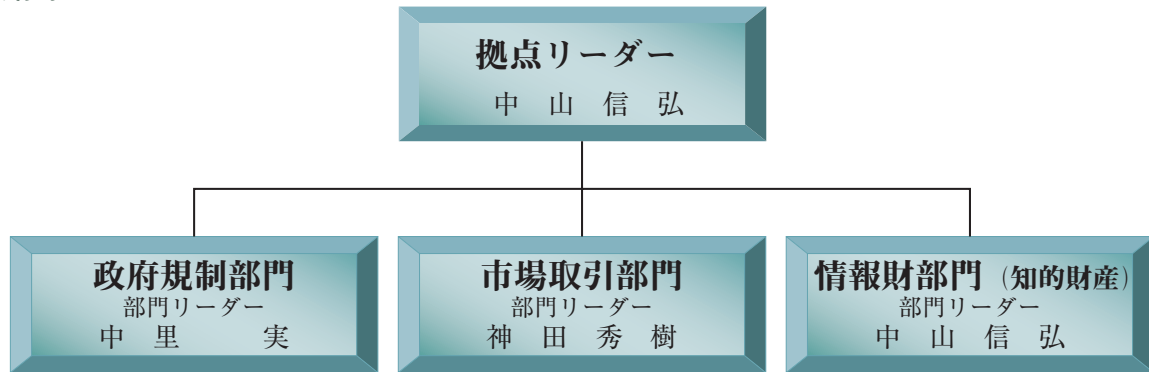 拠点リーダー
中 山 信 弘
政府規制部門
部門リーダー
中 里 実
市場取引部門
部門リーダー
神 田 秀 樹
情報財部門（知的財産）
部門リーダー
中 山 信 弘